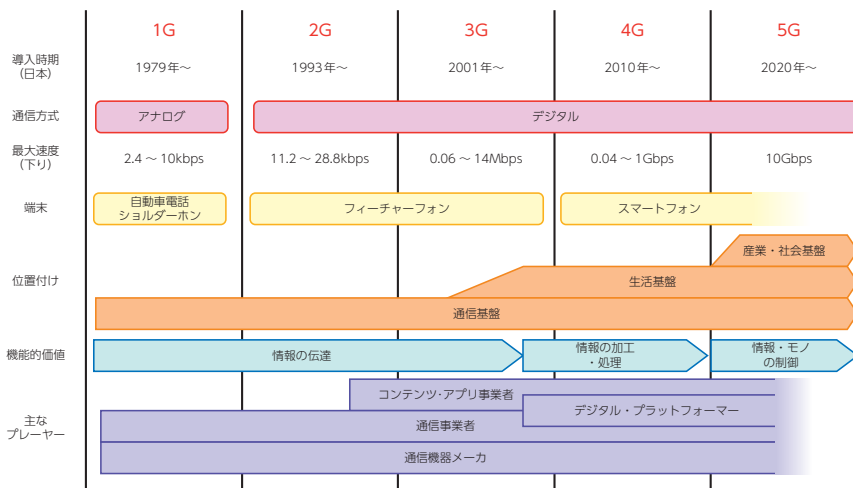 1G 2G 3G 4G 5G
導入時期
(日本)
1979年～ 1993年～ 2001年～ 2010年～ 2020年～
通信方式 アナログ デジタル
最大速度
(下り)
2.4 ～ 10kbps 11.2 ～ 28.8kbps 0.06 ～ 14Mbps 0.04 ～ 1Gbps 10Gbps
端末
自動車電話
ショルダーホン
フィーチャーフォン スマートフォン
位置付け
産業・社会基盤
生活基盤
通信基盤
機能的価値
情報の伝達
情報の加工
・処理
情報・モノ
の制御
主な
プレーヤー
コンテンツ・アプリ事業者
デジタル・プラットフォーマー
通信事業者
通信機器メーカ